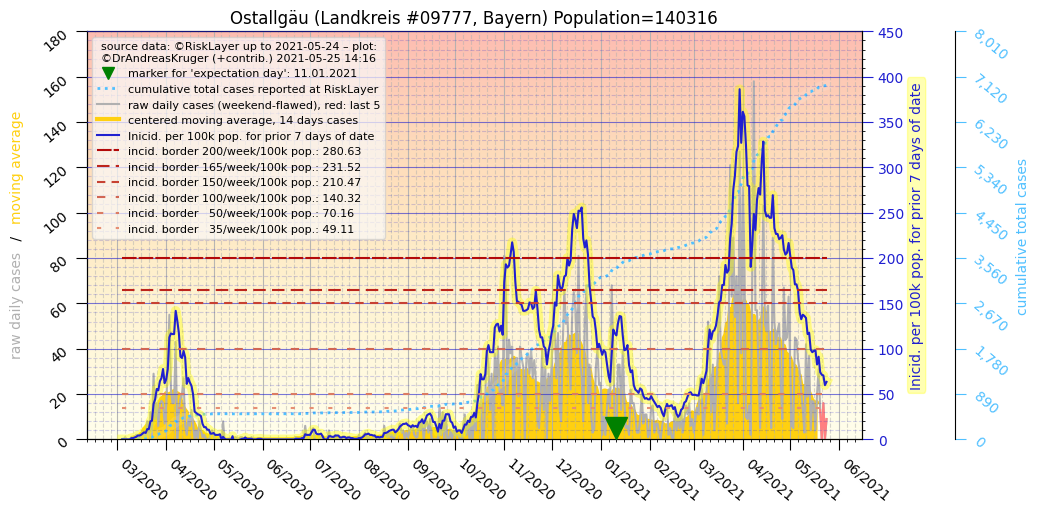 Ostallgäu (Landkreis #09777, Bayern) Population=140316
source data: ©RiskLayer up to 2021-05-24 – plot:
©DrAndreasKruger (+contrib.) 2021-05-25 14:16
marker for 'expectation day': 11.01.2021
cumulative total cases reported at RiskLayer
raw daily cases (weekend-flawed), red: last 5
centered moving average, 14 days cases
Inicid. per 100k pop. for prior 7 days of date
incid. border 200/week/100k pop.: 280.63
incid. border 165/week/100k pop.: 231.52
incid. border 150/week/100k pop.: 210.47
incid. border 100/week/100k pop.: 140.32
incid. border 50/week/100k pop.: 70.16
incid. border 35/week/100k pop.: 49.11
raw daily cases / moving average
180
160
140
120
100
80
60
40
20
0
450
400
350
300
250
200
150
100
50
0
Inicid. per 100k pop. for prior 7 days of date
8,010
7,120
6,230
5,340
4,450
3,560
2,670
1,780
890
0
cumulative total cases
03/2020
04/2020
05/2020
06/2020
07/2020
08/2020
09/2020
10/2020
11/2020
12/2020
01/2021
02/2021
03/2021
04/2021
05/2021
06/2021